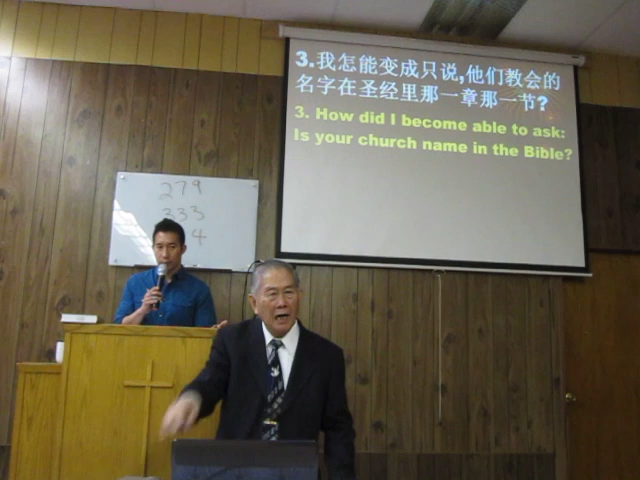 3.我怎能变成只说,他们教会的
名字在圣经里那一章那一节?
3. How did I become able to ask:
Is your church name in the Bible?
279
333
4